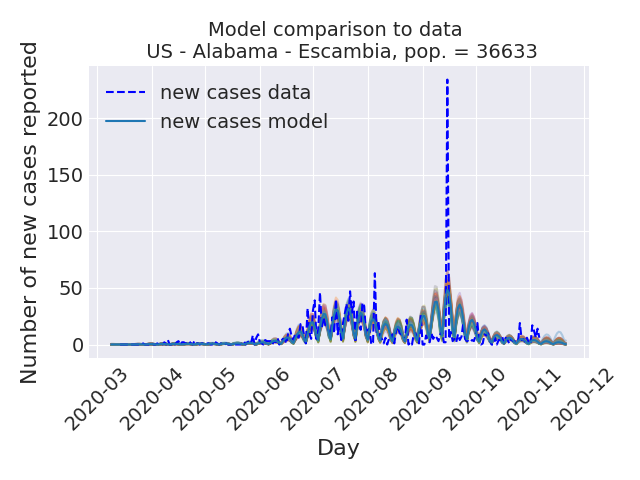 Model comparison to data
US - Alabama - Escambia, pop. = 36633
Number of new cases reported
new cases data
new cases model
200
150
100
50
0
2020-03
2020-04
2020-05
2020-06
2020-07
2020-08
2020-09
2020-10
2020-11
2020-12
Day